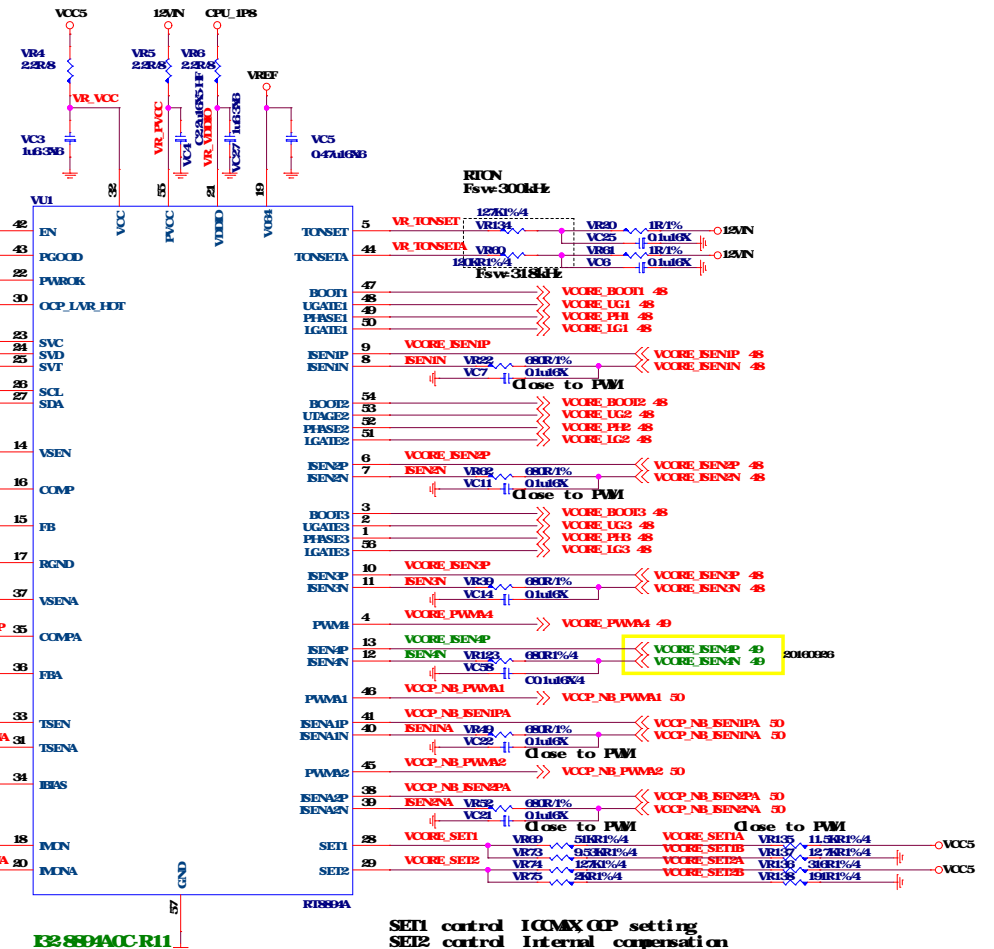 VCC5 12VIN CPU_1P8
VR4 2.2R/8
VR5 2.2R/8
VR6 2.2R/8
VREF
VR_VCC
VR_PVCC
VR_VDDIO
VC3 1u6.3X6
VC4 C2.2u16X5-HF
VC27 1u6.3X6
VC5 0.47u16X6
32 55 21 19
VU1
VCC PVCC VDDIO V064
RTON
Fsw=300kHz
42 EN
43 PGOOD
22 PWROK
30 OCP_L/VR_HOT
23 SVC
24 SVD
25 SVT
26 SCL
27 SDA
14 VSEN
16 COMP
15 FB
17 RGND
37 VSENA
P 35 COMPA
36 FBA
33 TSEN
NA 31 TSENA
34 IBIAS
18 IMON
VA 20 IMONA
TONSET 5 VR_TONSET 127K1%/4 VR134 VR20 1R/1% 12VIN
VC25 0.1u16X
TONSETA 44 VR_TONSETA VR60 120KR1%/4 VR61 1R/1% 12VIN
VC6 0.1u16X
Fsw=318kHz
BOOT1 47 VCORE_BOOT1 48
UGATE1 48 VCORE_UG1 48
PHASE1 49 VCORE_PH1 48
LGATE1 50 VCORE_LG1 48
ISEN1P 9 VCORE_ISEN1P VCORE_ISEN1P 48
ISEN1N 8 ISEN1N VR22 680R/1% VCORE_ISEN1N 48
VC7 0.1u16X
Close to PWM
BOOT2 54 VCORE_BOOT2 48
UTAGE2 53 VCORE_UG2 48
PHASE2 52 VCORE_PH2 48
LGATE2 51 VCORE_LG2 48
ISEN2P 6 VCORE_ISEN2P VCORE_ISEN2P 48
ISEN2N 7 ISEN2N VR62 680R/1% VCORE_ISEN2N 48
VC11 0.1u16X
Close to PWM
BOOT3 3 VCORE_BOOT3 48
UGATE3 2 VCORE_UG3 48
PHASE3 1 VCORE_PH3 48
LGATE3 56 VCORE_LG3 48
ISEN3P 10 VCORE_ISEN3P VCORE_ISEN3P 48
ISEN3N 11 ISEN3N VR39 680R/1% VCORE_ISEN3N 48
VC14 0.1u16X
PWM4 4 VCORE_PWMA4 VCORE_PWMA4 49
ISEN4P 13 VCORE_ISEN4P VCORE_ISEN4P 49
ISEN4N 12 ISEN4N VR123 680R1%/4 VCORE_ISEN4N 49
20160926
VC58 C0.1u16X/4
PWMA1 46 VCCP_NB_PWMA1 VCCP_NB_PWMA1 50
ISENA1P 41 VCCP_NB_ISEN1PA VCCP_NB_ISEN1PA 50
ISENA1N 40 ISEN1NA VR49 680R/1% VCCP_NB_ISEN1NA 50
VC22 0.1u16X
Close to PWM
PWMA2 45 VCCP_NB_PWMA2 VCCP_NB_PWMA2 50
ISENA2P 38 VCCP_NB_ISEN2PA VCCP_NB_ISEN2PA 50
ISENA2N 39 ISEN2NA VR52 680R/1% VCCP_NB_ISEN2NA 50
VC21 0.1u16X
Close to PWM Close to PWM
SET1 28 VCORE_SET1 VR69 51KR1%/4 VCORE_SET1A VR135 11.5KR1%/4 VCC5
VR73 9.53KR1%/4 VCORE_SET1B VR137 12.7KR1%/4
SET2 29 VCORE_SET2 VR74 127K1%/4 VCORE_SET2A VR136 316R1%/4 VCC5
VR75 2KR1%/4 VCORE_SET2B VR138 191R1%/4
GND
57
RT8894A
I32-8894A0C-R11
SET1 control ICCMAX,OCP setting
SET2 control Internal compensation